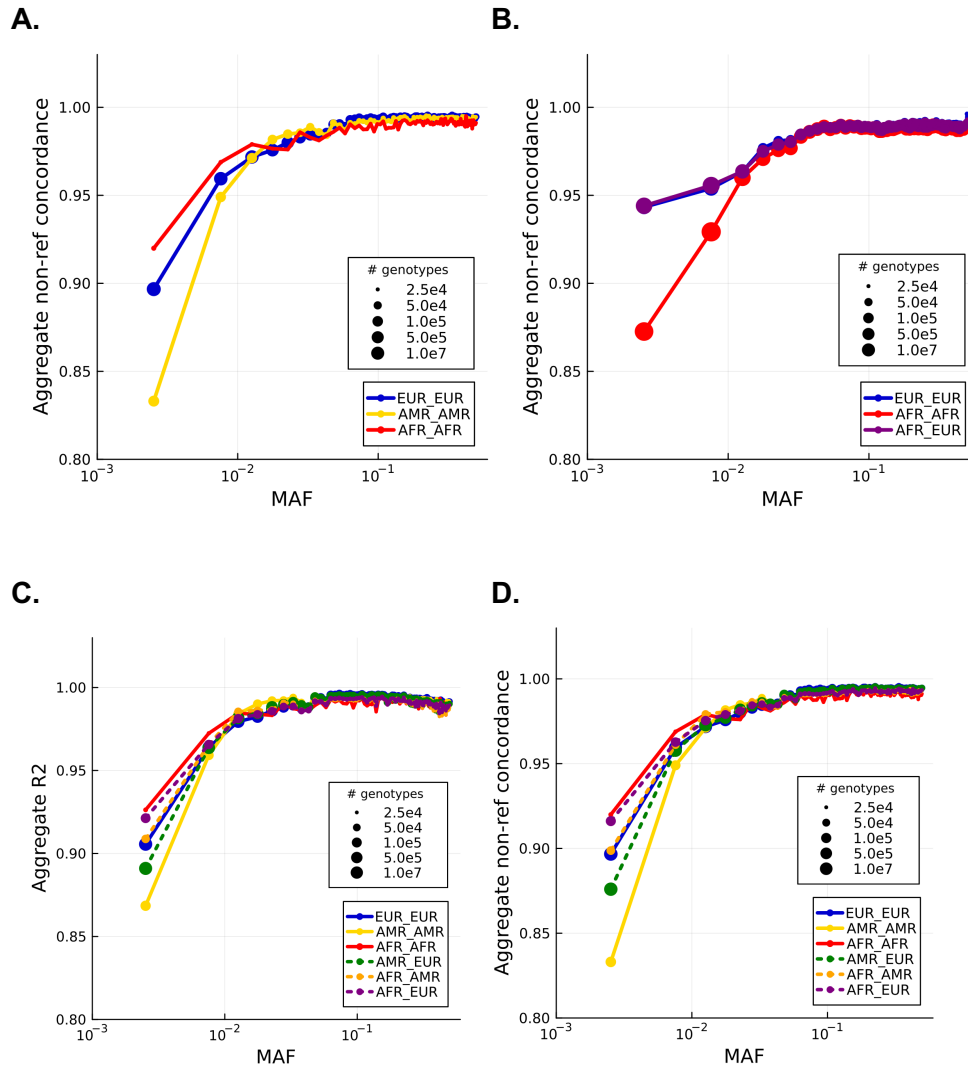 A.
B.
Aggregate non-ref concordance
1.00
0.95
0.90
0.85
0.80
10⁻³
10⁻²
10⁻¹
MAF
# genotypes
2.5e4
5.0e4
1.0e5
5.0e5
1.0e7
EUR_EUR
AMR_AMR
AFR_AFR
Aggregate non-ref concordance
1.00
0.95
0.90
0.85
0.80
10⁻³
10⁻²
10⁻¹
MAF
# genotypes
2.5e4
5.0e4
1.0e5
5.0e5
1.0e7
EUR_EUR
AFR_AFR
AFR_EUR
C.
D.
Aggregate R2
1.00
0.95
0.90
0.85
0.80
10⁻³
10⁻²
10⁻¹
MAF
# genotypes
2.5e4
5.0e4
1.0e5
5.0e5
1.0e7
EUR_EUR
AMR_AMR
AFR_AFR
AMR_EUR
AFR_AMR
AFR_EUR
Aggregate non-ref concordance
1.00
0.95
0.90
0.85
0.80
10⁻³
10⁻²
10⁻¹
MAF
# genotypes
2.5e4
5.0e4
1.0e5
5.0e5
1.0e7
EUR_EUR
AMR_AMR
AFR_AFR
AMR_EUR
AFR_AMR
AFR_EUR